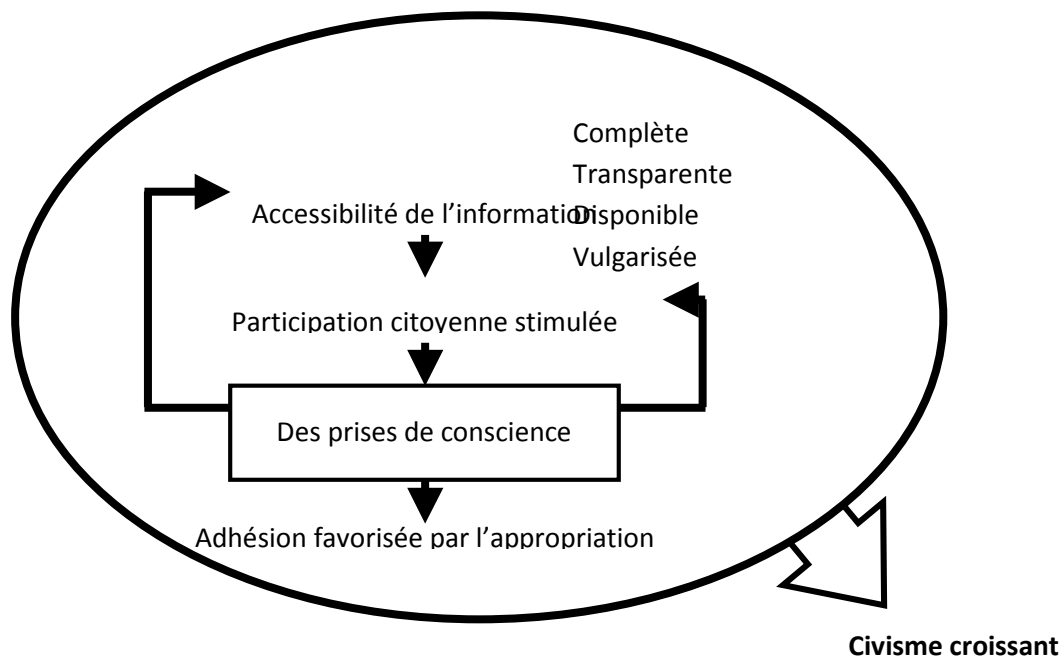 Complète
Transparente
Accessibilité de l’information
Disponible
Vulgarisée
Participation citoyenne stimulée
Des prises de conscience
Adhésion favorisée par l’appropriation
Civisme croissant